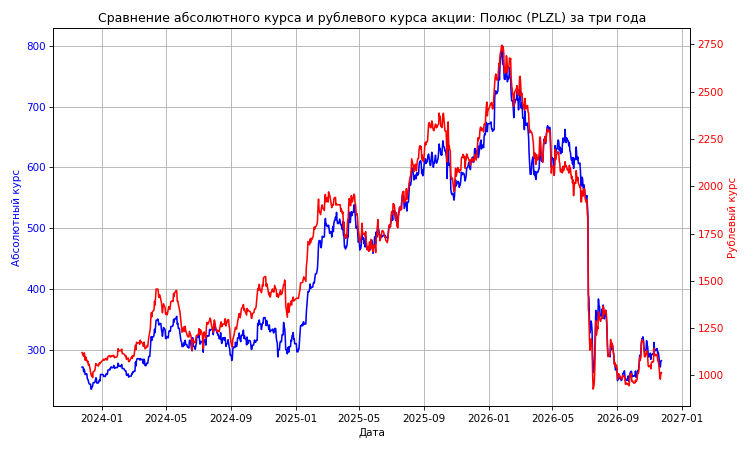 Сравнение абсолютного курса и рублевого курса акции: Полюс (PLZL) за три года
Абсолютный курс
800
700
600
500
400
300
2750
2500
2250
2000
1750
1500
1250
1000
Рублевый курс
2024-01 2024-05 2024-09 2025-01 2025-05 2025-09 2026-01 2026-05 2026-09 2027-01
Дата